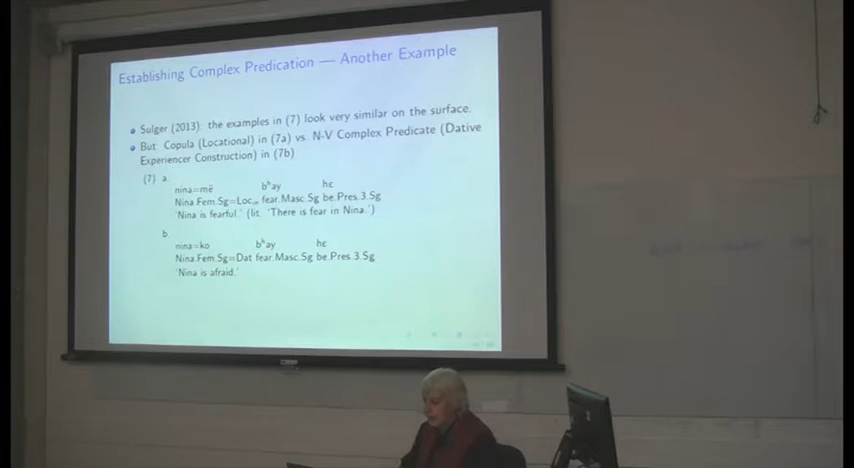 Establishing Complex Predication — Another Example
Sulger (2013): the examples in (7) look very similar on the surface.
But: Copula (Locational) in (7a) vs. N-V Complex Predicate (Dative
Experiencer Construction) in (7b)
(7) a.
nina=mẽ bʰay hɛ
Nina.Fem.Sg=Loc fear.Masc.Sg be.Pres.3.Sg
'Nina is fearful.' (lit. 'There is fear in Nina.')
b.
nina=ko bʰay hɛ
Nina.Fem.Sg=Dat fear.Masc.Sg be.Pres.3.Sg
'Nina is afraid.'